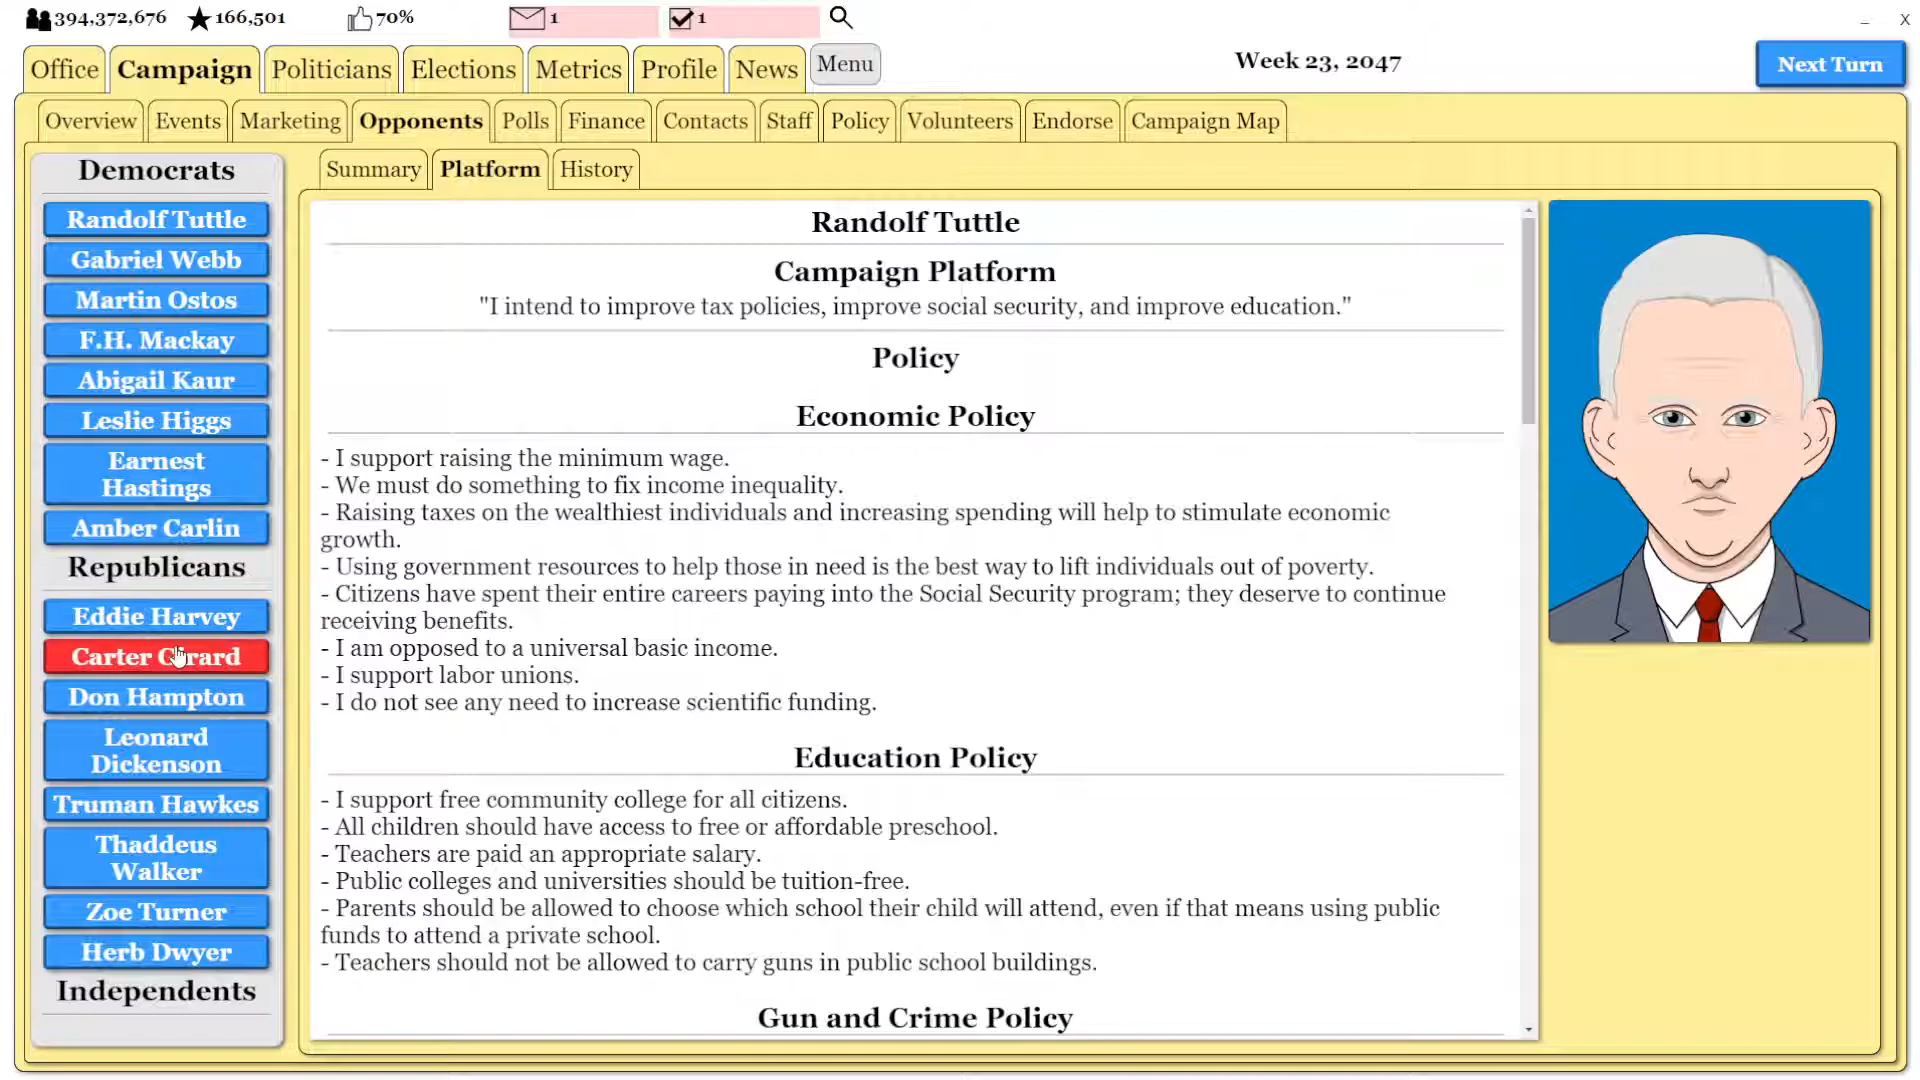 394,372,676 166,501 70% 1 1
Office Campaign Politicians Elections Metrics Profile News Menu Week 23, 2047 Next Turn
Overview Events Marketing Opponents Polls Finance Contacts Staff Policy Volunteers Endorse Campaign Map
Democrats
Randolf Tuttle
Gabriel Webb
Martin Ostos
F.H. Mackay
Abigail Kaur
Leslie Higgs
Earnest
Hastings
Amber Carlin
Republicans
Eddie Harvey
Carter
Don Hampton
Leonard
Dickenson
Truman Hawkes
Thaddeus
Walker
Zoe Turner
Herb Dwyer
Independents
Summary Platform History
Randolf Tuttle
Campaign Platform
"I intend to improve tax policies, improve social security, and improve education."
Policy
Economic Policy
- I support raising the minimum wage.
- We must do something to fix income inequality.
- Raising taxes on the wealthiest individuals and increasing spending will help to stimulate economic
growth.
- Using government resources to help those in need is the best way to lift individuals out of poverty.
- Citizens have spent their entire careers paying into the Social Security program; they deserve to continue
receiving benefits.
- I am opposed to a universal basic income.
- I support labor unions.
- I do not see any need to increase scientific funding.
Education Policy
- I support free community college for all citizens.
- All children should have access to free or affordable preschool.
- Teachers are paid an appropriate salary.
- Public colleges and universities should be tuition-free.
- Parents should be allowed to choose which school their child will attend, even if that means using public
funds to attend a private school.
- Teachers should not be allowed to carry guns in public school buildings.
Gun and Crime Policy